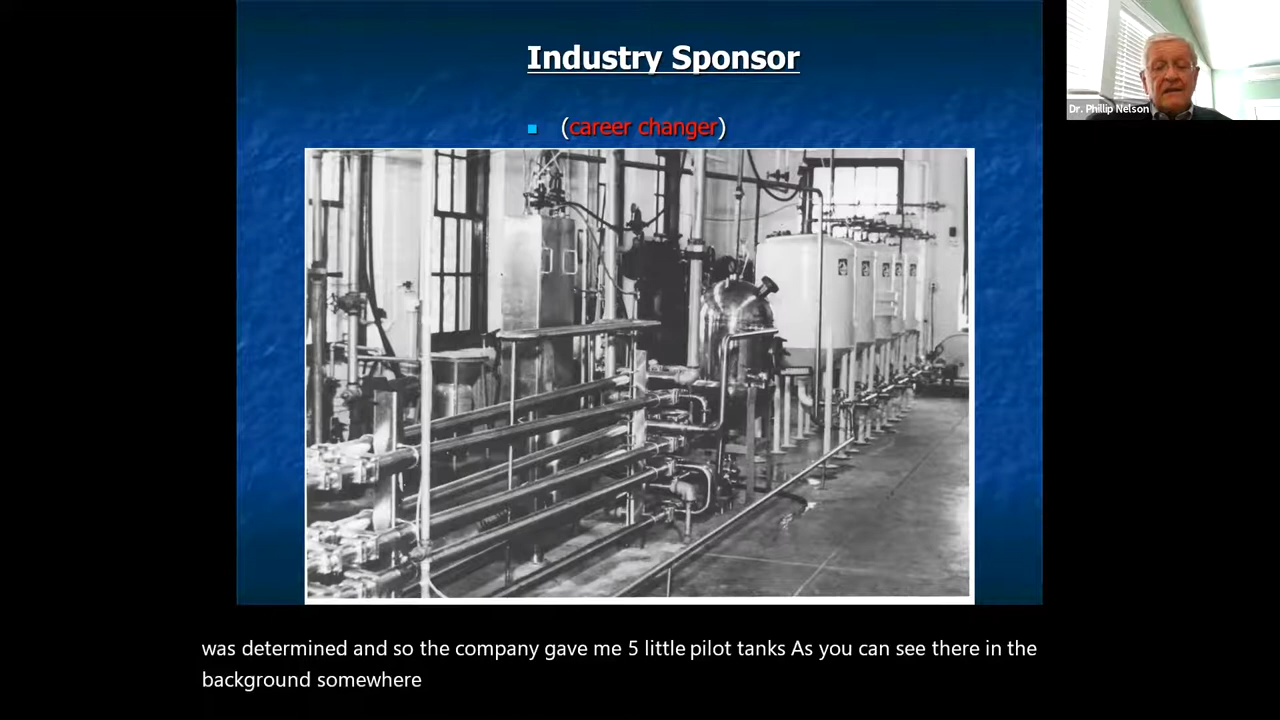 Industry Sponsor
(career changer)
Dr. Phillip Nelson
was determined and so the company gave me 5 little pilot tanks As you can see there in the
background somewhere